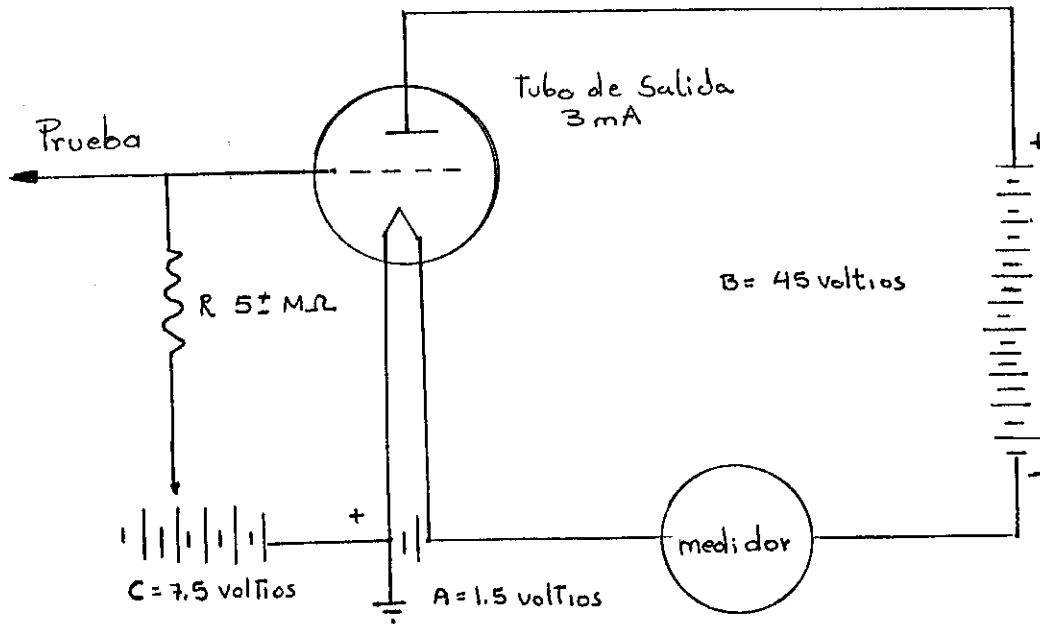 Tubo de Salida
3 mA
Prueba
+
R 5± MΩ
B= 45 voltios
+
-
medidor
C= 7.5 voltios
A= 1.5 voltios